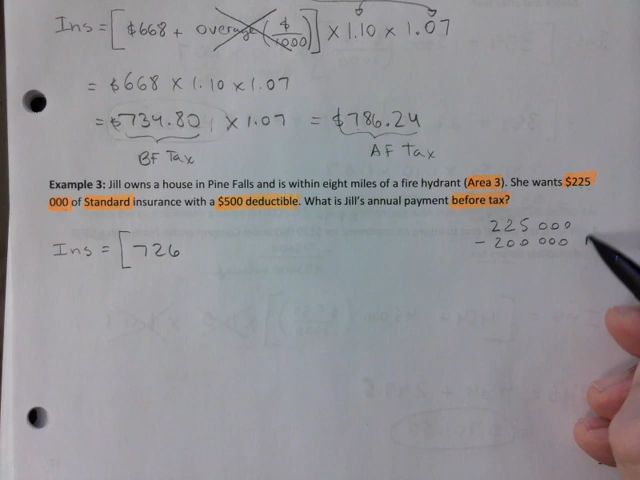 Ins = [ $668 + overage ( $ / 1000 ) ] × 1.10 × 1.07
= $668 × 1.10 × 1.07
= $734.80 × 1.07 = $786.24
BF Tax AF Tax
Example 3: Jill owns a house in Pine Falls and is within eight miles of a fire hydrant (Area 3). She wants $225
000 of Standard insurance with a $500 deductible. What is Jill's annual payment before tax?
225 000
- 200 000
Ins = [ 726